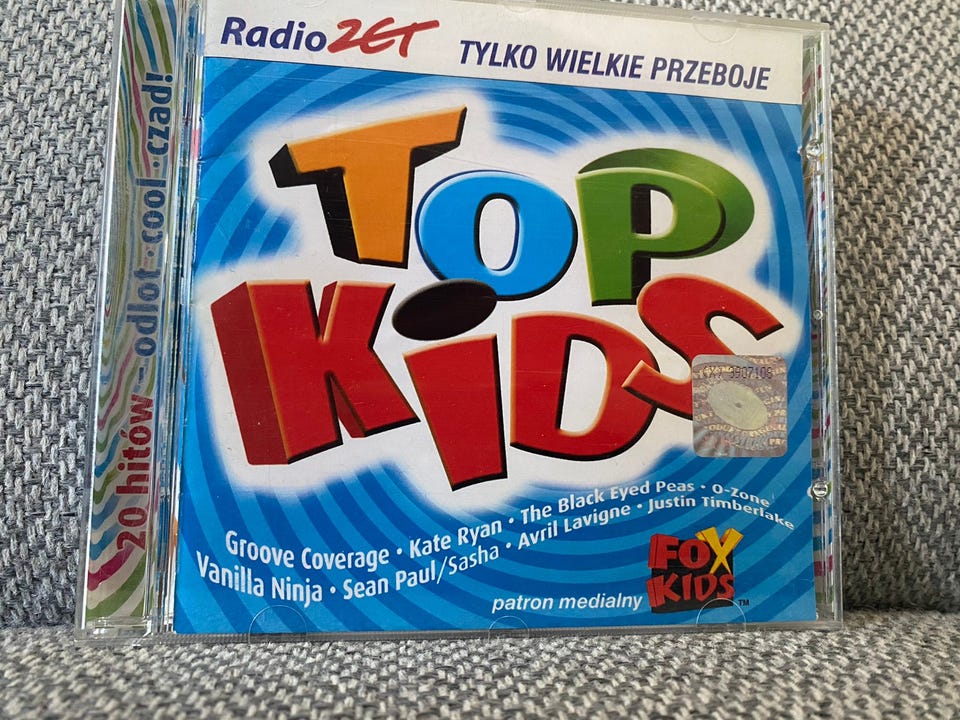 Radio ZET TYLKO WIELKIE PRZEBOJE
20 hitów – odlot · cool · czad!
TOP
KiDS
Groove Coverage · Kate Ryan · The Black Eyed Peas · O-Zone
Vanilla Ninja · Sean Paul/Sasha · Avril Lavigne · Justin Timberlake
patron medialny
FOX
KIDS™